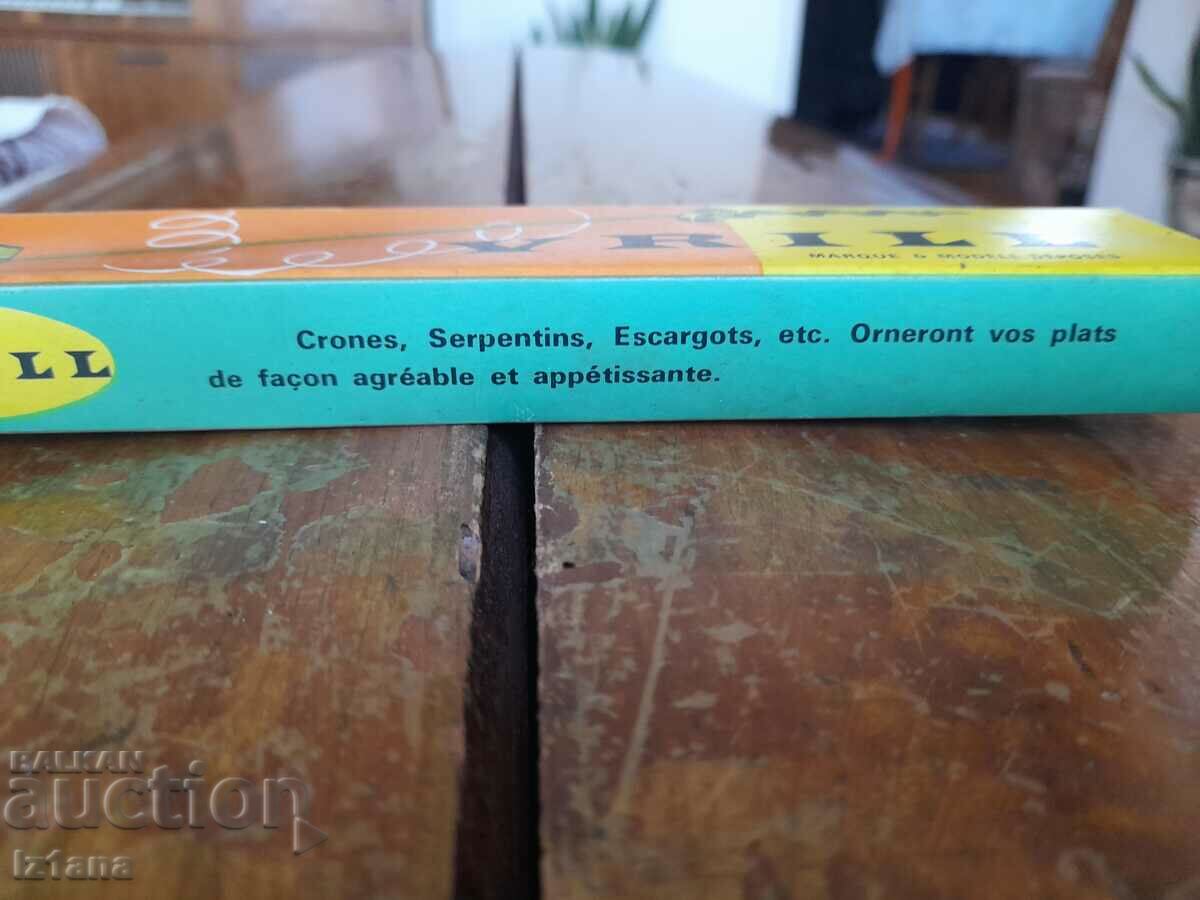 VRILL
MARQUE & MODELE DEPOSES
LL
Crones, Serpentins, Escargots, etc. Orneront vos plats
de façon agréable et appétissante.
BALKAN
auction
Iz1ana